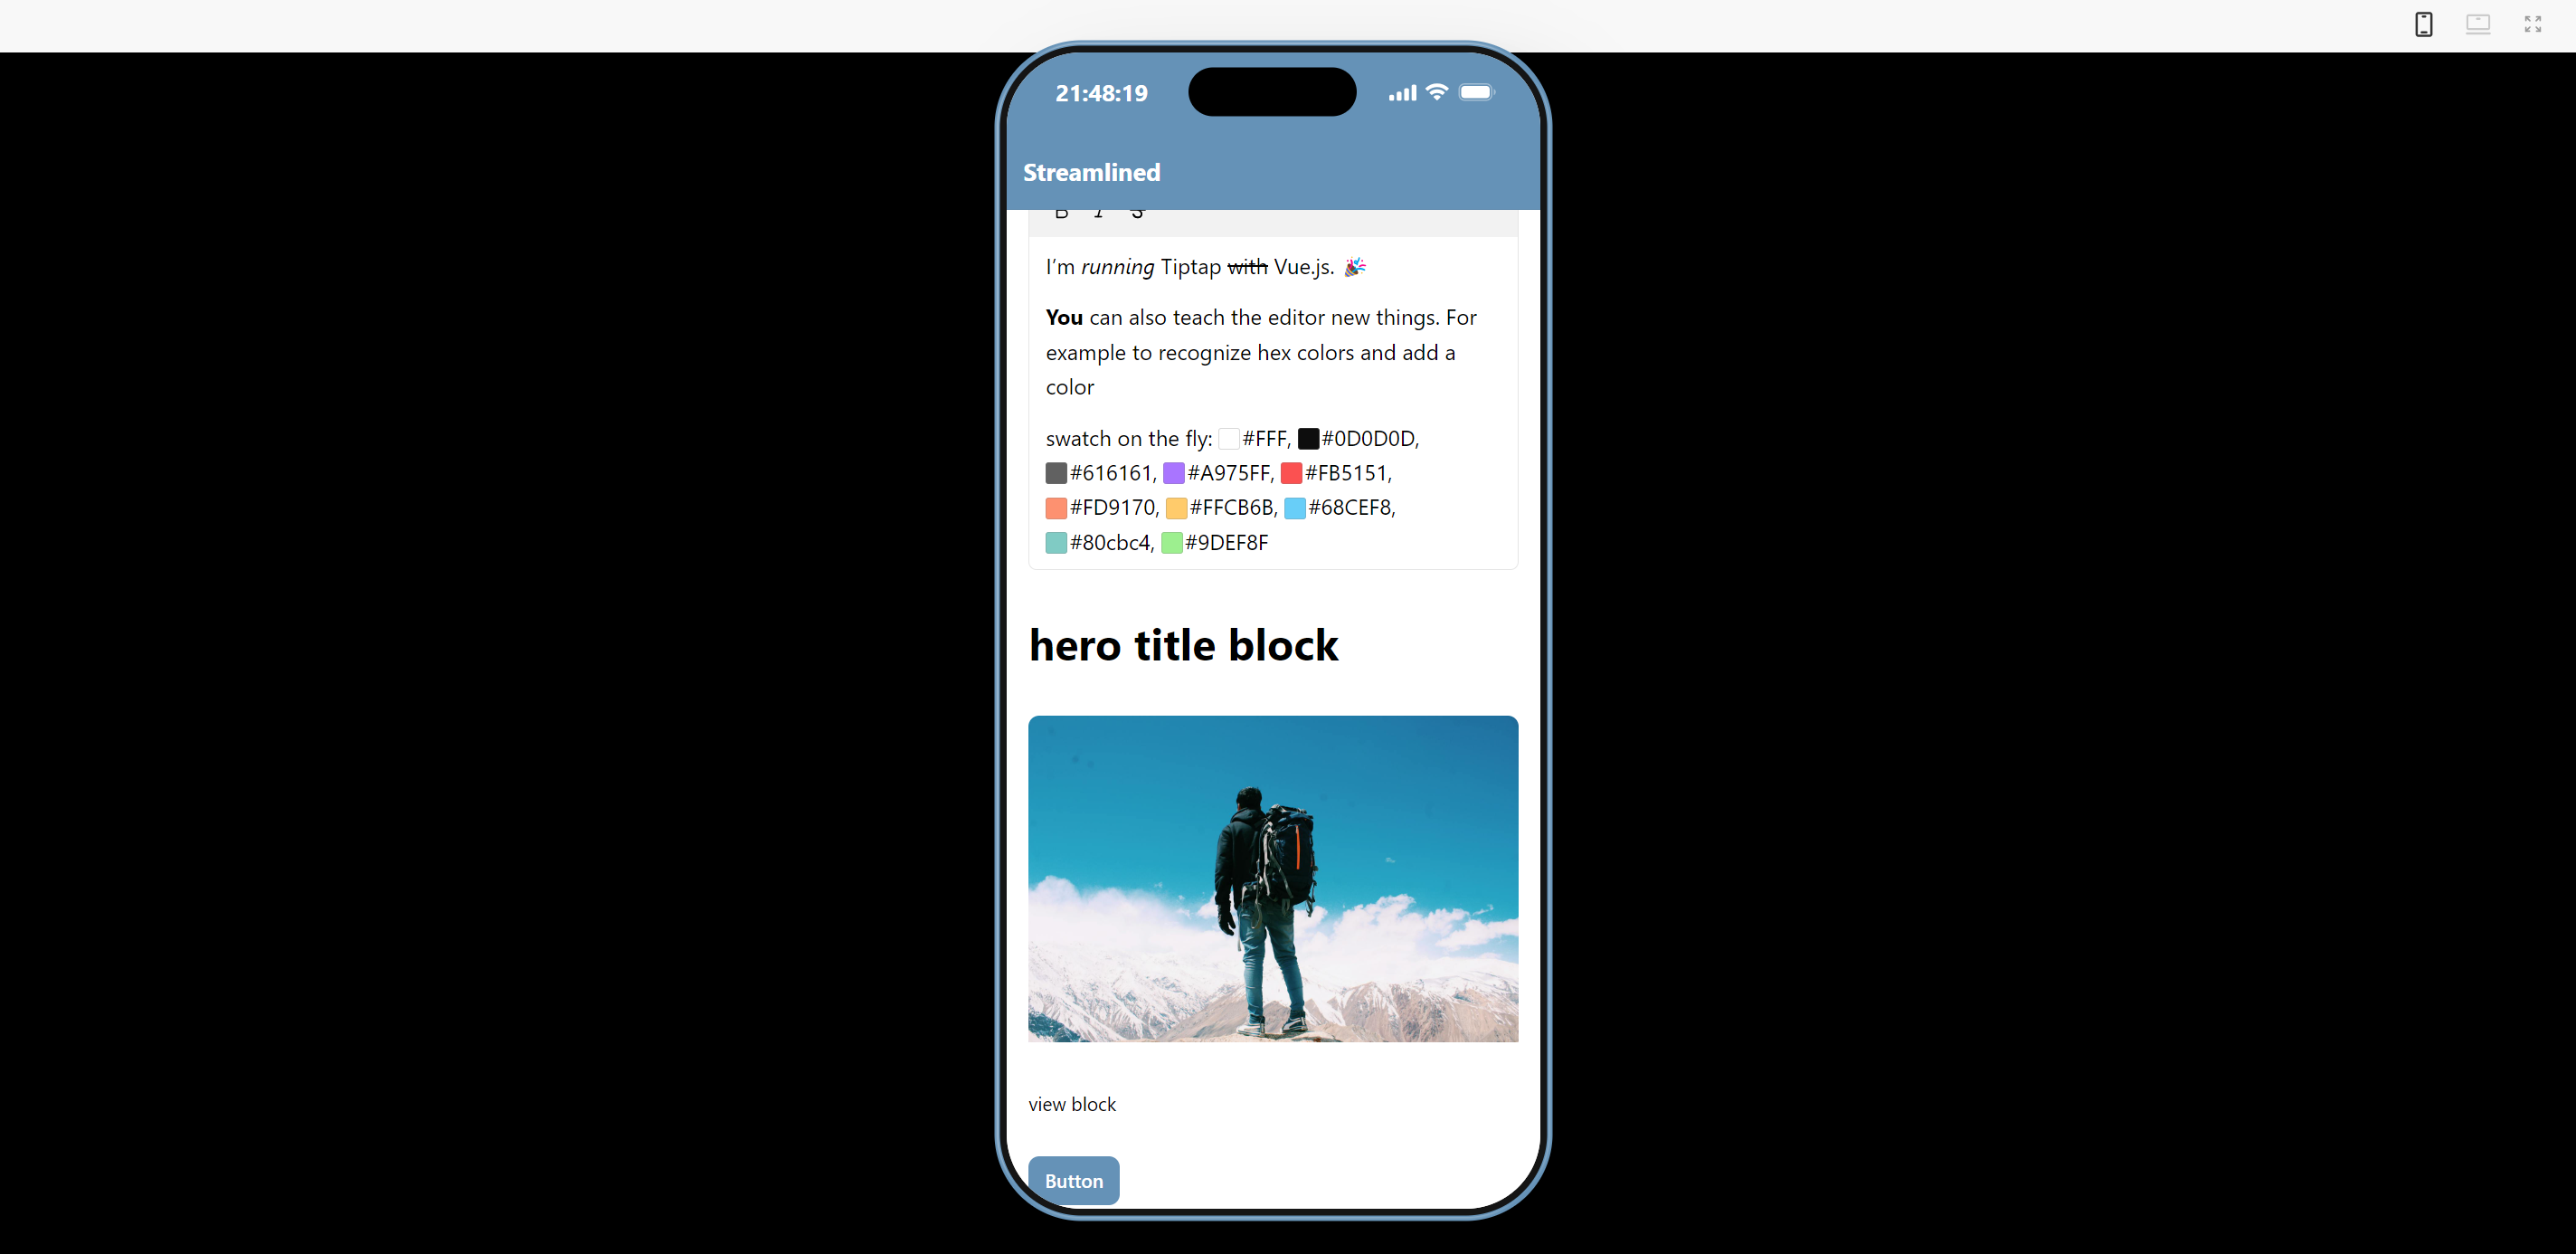 21:48:19
Streamlined
B I S
I'm running Tiptap with Vue.js. 🎉
You can also teach the editor new things. For
example to recognize hex colors and add a
color
swatch on the fly: #FFF, #0D0D0D,
#616161, #A975FF, #FB5151,
#FD9170, #FFCB6B, #68CEF8,
#80cbc4, #9DEF8F
hero title block
view block
Button